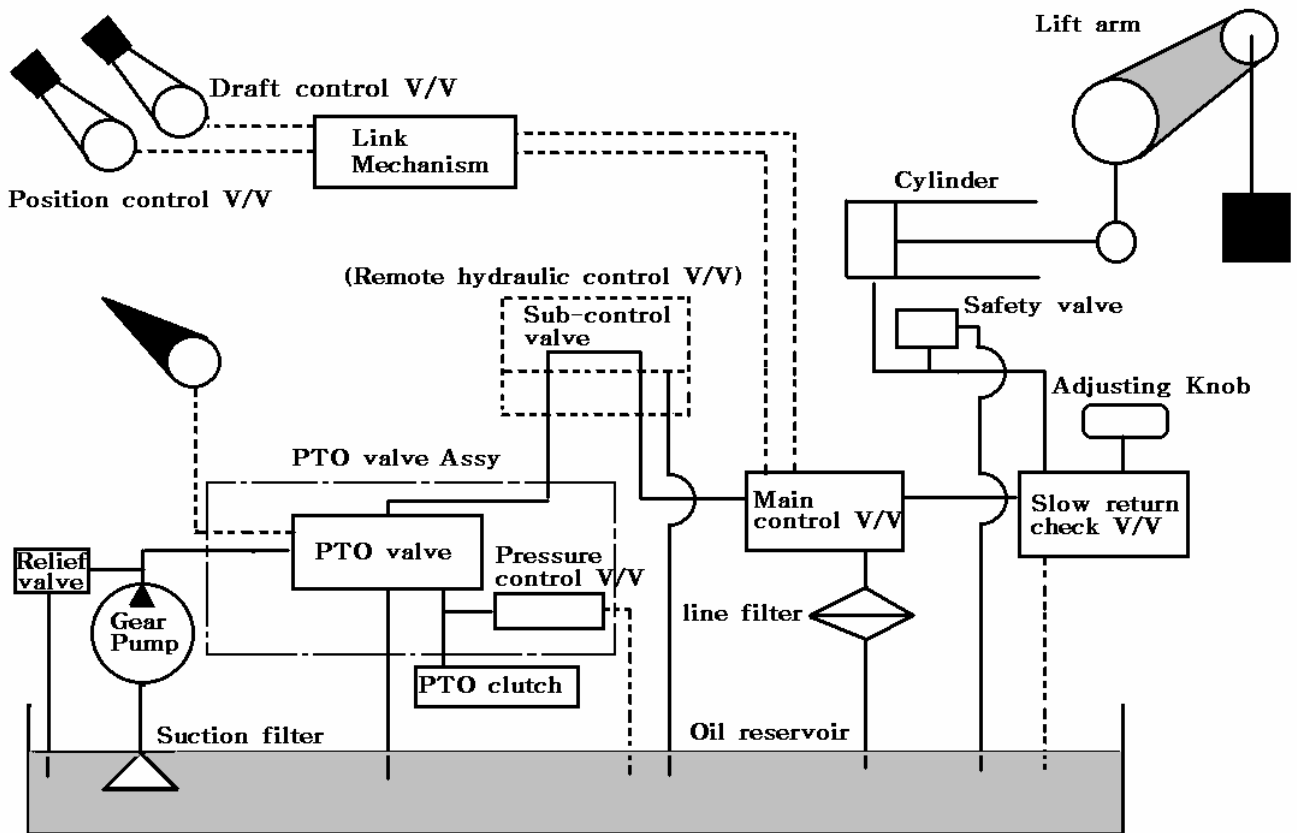 Lift arm
Draft control V/V
Link
Mechanism
Position control V/V
Cylinder
(Remote hydraulic control V/V)
Sub-control
valve
Safety valve
Adjusting Knob
PTO valve Assy
Main
control V/V
Slow return
check V/V
PTO valve
Pressure
control V/V
Relief
valve
Gear
Pump
line filter
PTO clutch
Suction filter
Oil reservoir